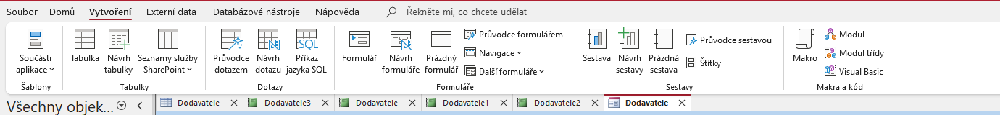 Soubor Domů Vytvoření Externí data Databázové nástroje Nápověda Řekněte mi, co chcete udělat
Součásti aplikace
Šablony
Tabulka
Návrh tabulky
Seznamy služby SharePoint
Tabulky
Průvodce dotazem
Návrh dotazu
Příkaz jazyka SQL
Dotazy
Formulář
Návrh formuláře
Prázdný formulář
Průvodce formulářem
Navigace
Další formuláře
Formuláře
Sestava
Návrh sestavy
Prázdná sestava
Průvodce sestavou
Štítky
Sestavy
Makro
Modul
Modul třídy
Visual Basic
Makra a kód
Všechny objek... Dodavatele Dodavatele3 Dodavatele Dodavatele1 Dodavatele2 Dodavatele